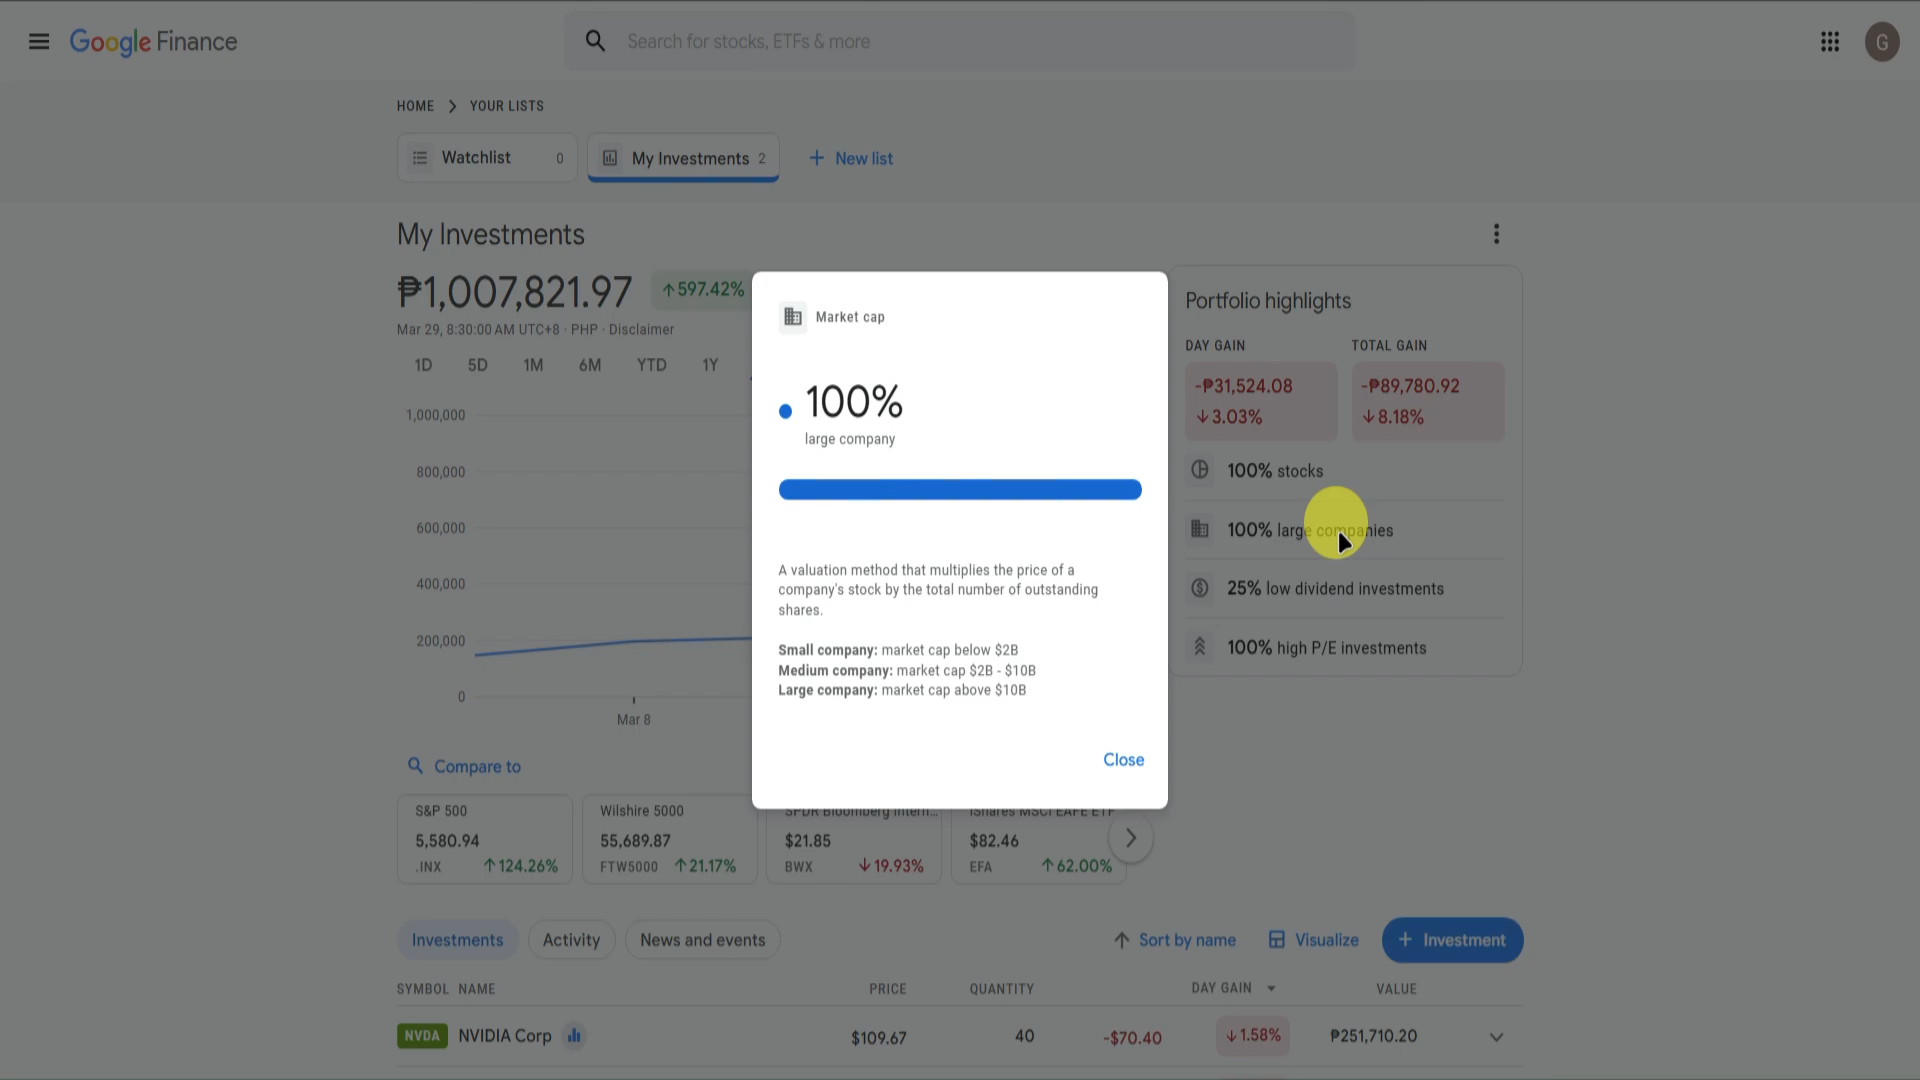 Google Finance
Search for stocks, ETFs & more
G
HOME > YOUR LISTS
Watchlist 0
My Investments 2
+ New list
My Investments
₱1,007,821.97
↑597.42%
Mar 29, 8:30:00 AM UTC+8 · PHP · Disclaimer
1D 5D 1M 6M YTD 1Y
1,000,000
800,000
600,000
400,000
200,000
0
Mar 8
Compare to
S&P 500
5,580.94
.INX ↑124.26%
Wilshire 5000
55,689.87
FTW5000 ↑21.17%
SPDR Bloomberg Intern...
$21.85
BWX ↓19.93%
iShares MSCI EAFE ETF
$82.46
EFA ↑62.00%
Market cap
100%
large company
A valuation method that multiplies the price of a
company's stock by the total number of outstanding
shares.
Small company: market cap below $2B
Medium company: market cap $2B - $10B
Large company: market cap above $10B
Close
Portfolio highlights
DAY GAIN
-₱31,524.08
↓3.03%
TOTAL GAIN
-₱89,780.92
↓8.18%
100% stocks
100% large companies
25% low dividend investments
100% high P/E investments
Investments
Activity
News and events
Sort by name
Visualize
+ Investment
SYMBOL NAME PRICE QUANTITY DAY GAIN VALUE
NVDA NVIDIA Corp $109.67 40 -$70.40 ↓1.58% ₱251,710.20